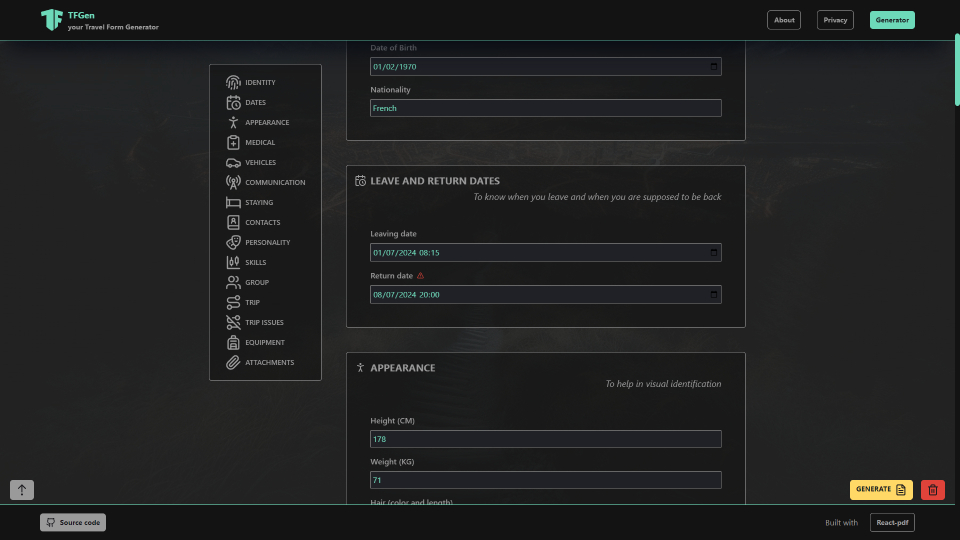 TFGen
your Travel Form Generator
About
Privacy
Generator
IDENTITY
DATES
APPEARANCE
MEDICAL
VEHICLES
COMMUNICATION
STAYING
CONTACTS
PERSONALITY
SKILLS
GROUP
TRIP
TRIP ISSUES
EQUIPMENT
ATTACHMENTS
Date of Birth
01/02/1970
Nationality
French
LEAVE AND RETURN DATES
To know when you leave and when you are supposed to be back
Leaving date
01/07/2024 08:15
Return date
08/07/2024 20:00
APPEARANCE
To help in visual identification
Height (CM)
178
Weight (KG)
71
Hair (color and length)
GENERATE
Source code
Built with
React-pdf